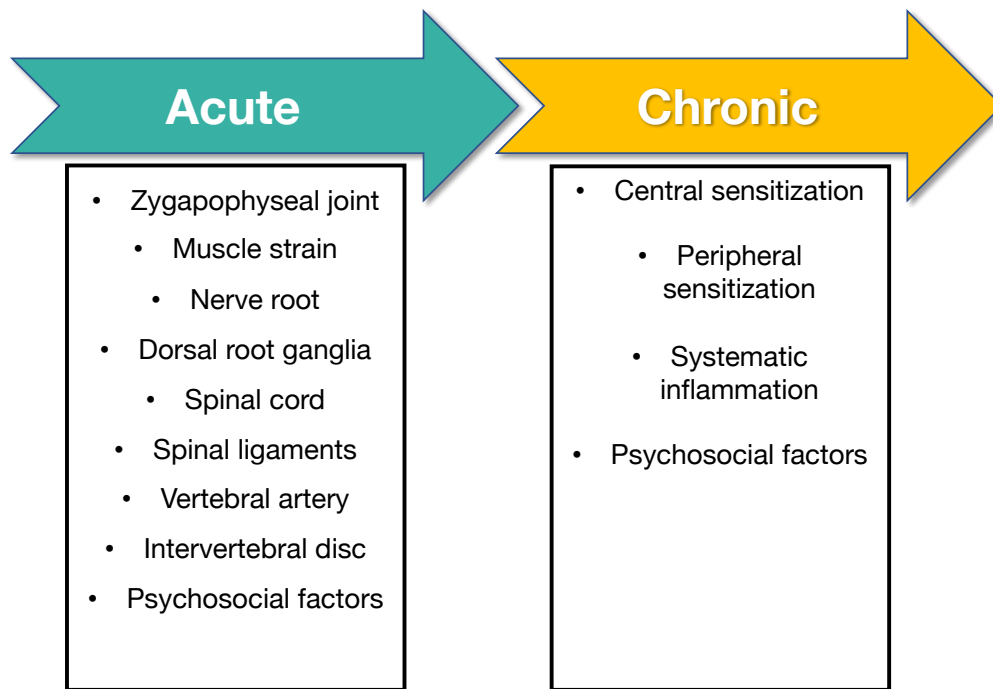 Acute
• Zygapophyseal joint
• Muscle strain
• Nerve root
• Dorsal root ganglia
• Spinal cord
• Spinal ligaments
• Vertebral artery
• Intervertebral disc
• Psychosocial factors
Chronic
• Central sensitization
• Peripheral
sensitization
• Systematic
inflammation
• Psychosocial factors